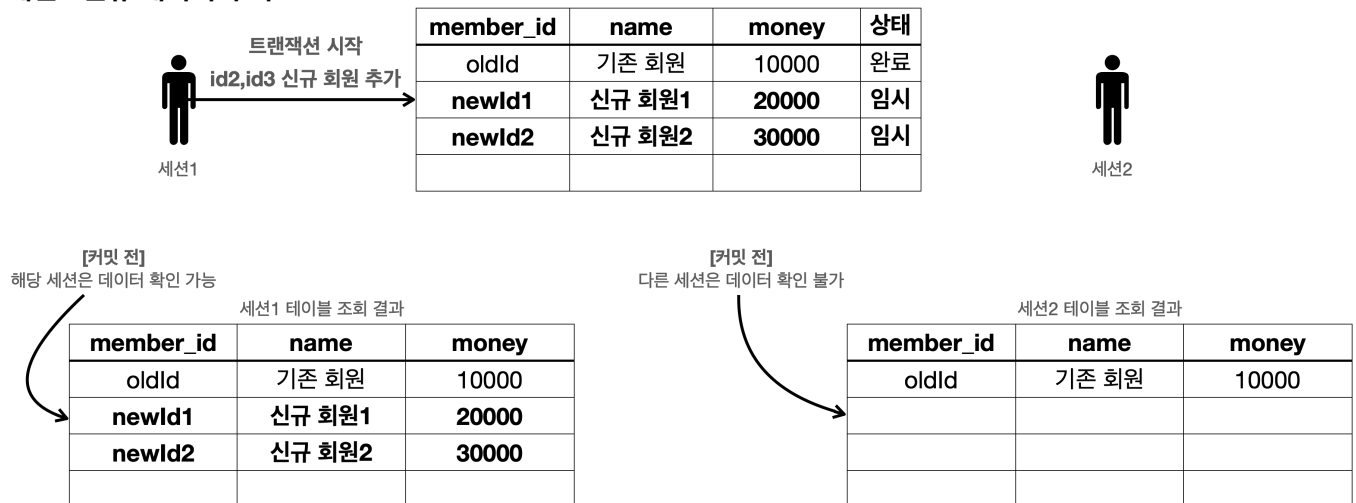 member_id name money 상태
트랜잭션 시작
oldId 기존 회원 10000 완료
id2,id3 신규 회원 추가
newId1 신규 회원1 20000 임시
newId2 신규 회원2 30000 임시
세션1
세션2
[커밋 전]
해당 세션은 데이터 확인 가능
[커밋 전]
다른 세션은 데이터 확인 불가
세션1 테이블 조회 결과
member_id name money
oldId 기존 회원 10000
newId1 신규 회원1 20000
newId2 신규 회원2 30000
세션2 테이블 조회 결과
member_id name money
oldId 기존 회원 10000